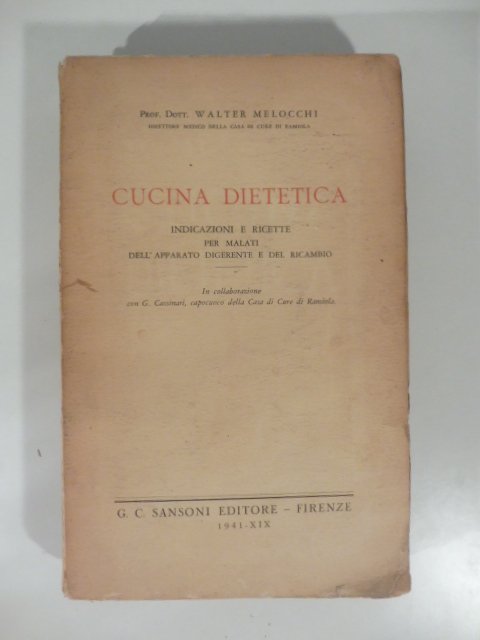 Prof. Dott. WALTER MELOCCHI
DIRETTORE MEDICO DELLA CASA DI CURE DI RAMIOLA
CUCINA DIETETICA
INDICAZIONI E RICETTE
PER MALATI
DELL'APPARATO DIGERENTE E DEL RICAMBIO
In collaborazione
con G. Cassinari, capocuoco della Casa di Cure di Ramiola.
G. C. SANSONI EDITORE – FIRENZE
1941-XIX